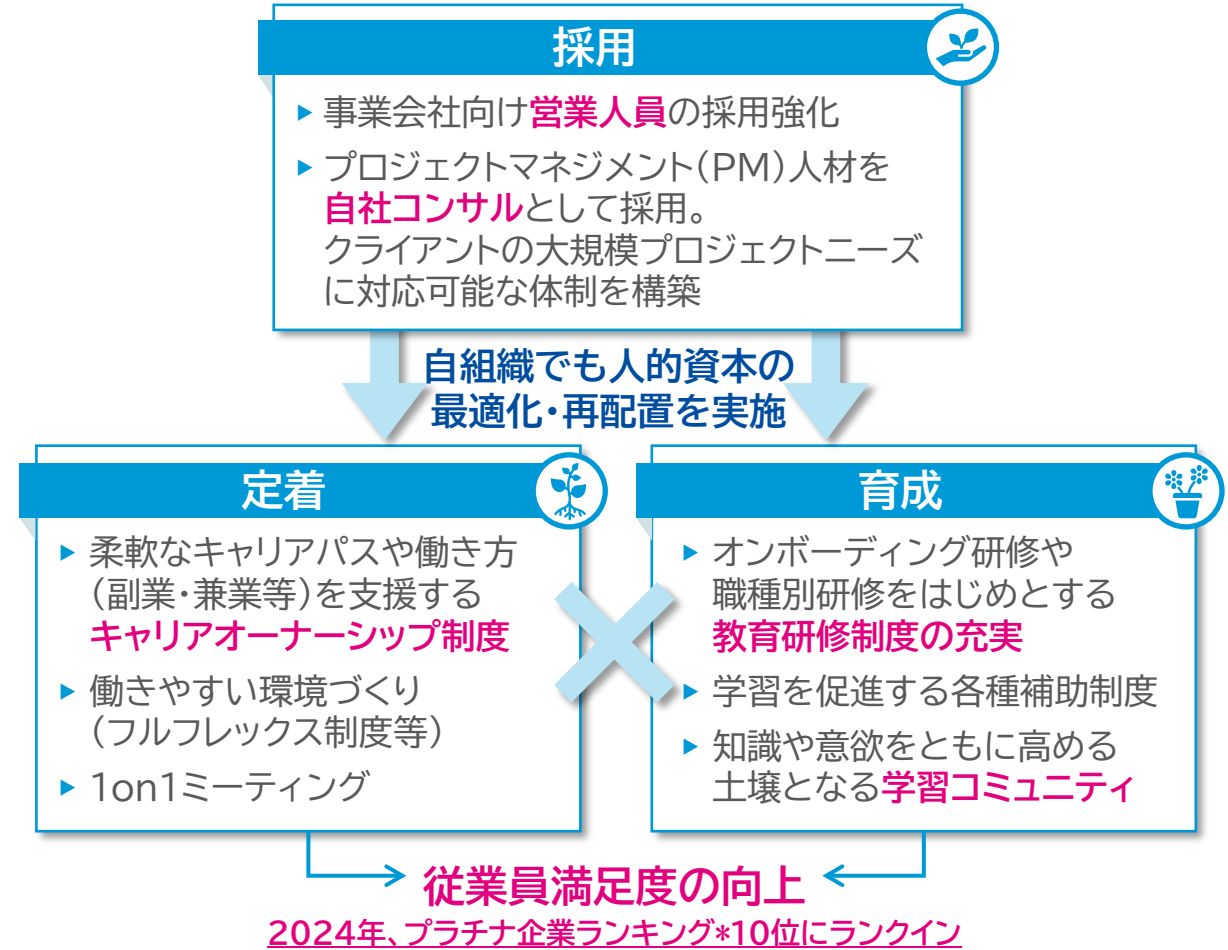 採用
▶ 事業会社向け営業人員の採用強化
▶ プロジェクトマネジメント(PM)人材を
自社コンサルとして採用。
クライアントの大規模プロジェクトニーズ
に対応可能な体制を構築
自組織でも人的資本の
最適化・再配置を実施
定着
▶ 柔軟なキャリアパスや働き方
(副業・兼業等)を支援する
キャリアオーナーシップ制度
▶ 働きやすい環境づくり
(フルフレックス制度等)
▶ 1on1ミーティング
育成
▶ オンボーディング研修や
職種別研修をはじめとする
教育研修制度の充実
▶ 学習を促進する各種補助制度
▶ 知識や意欲をともに高める
土壌となる学習コミュニティ
従業員満足度の向上
2024年、プラチナ企業ランキング*10位にランクイン